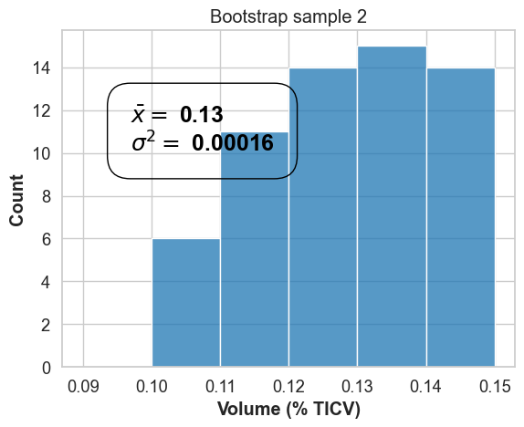 Bootstrap sample 2
14
12
10
8
6
4
2
0
Count
x̄ = 0.13
σ² = 0.00016
0.09 0.10 0.11 0.12 0.13 0.14 0.15
Volume (% TICV)